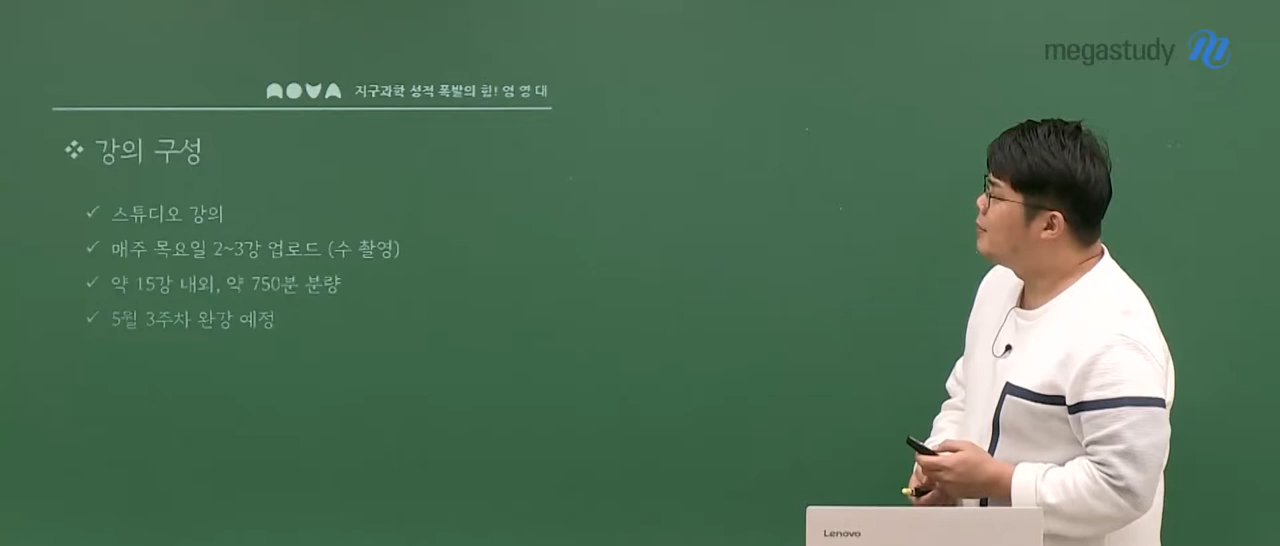 megastudy
NOVA 지구과학 성적 폭발의 힘! 엄영대
❖ 강의 구성
✓ 스튜디오 강의
✓ 매주 목요일 2~3강 업로드 (수 촬영)
✓ 약 15강 내외, 약 750분 분량
✓ 5월 3주차 완강 예정
Lenovo